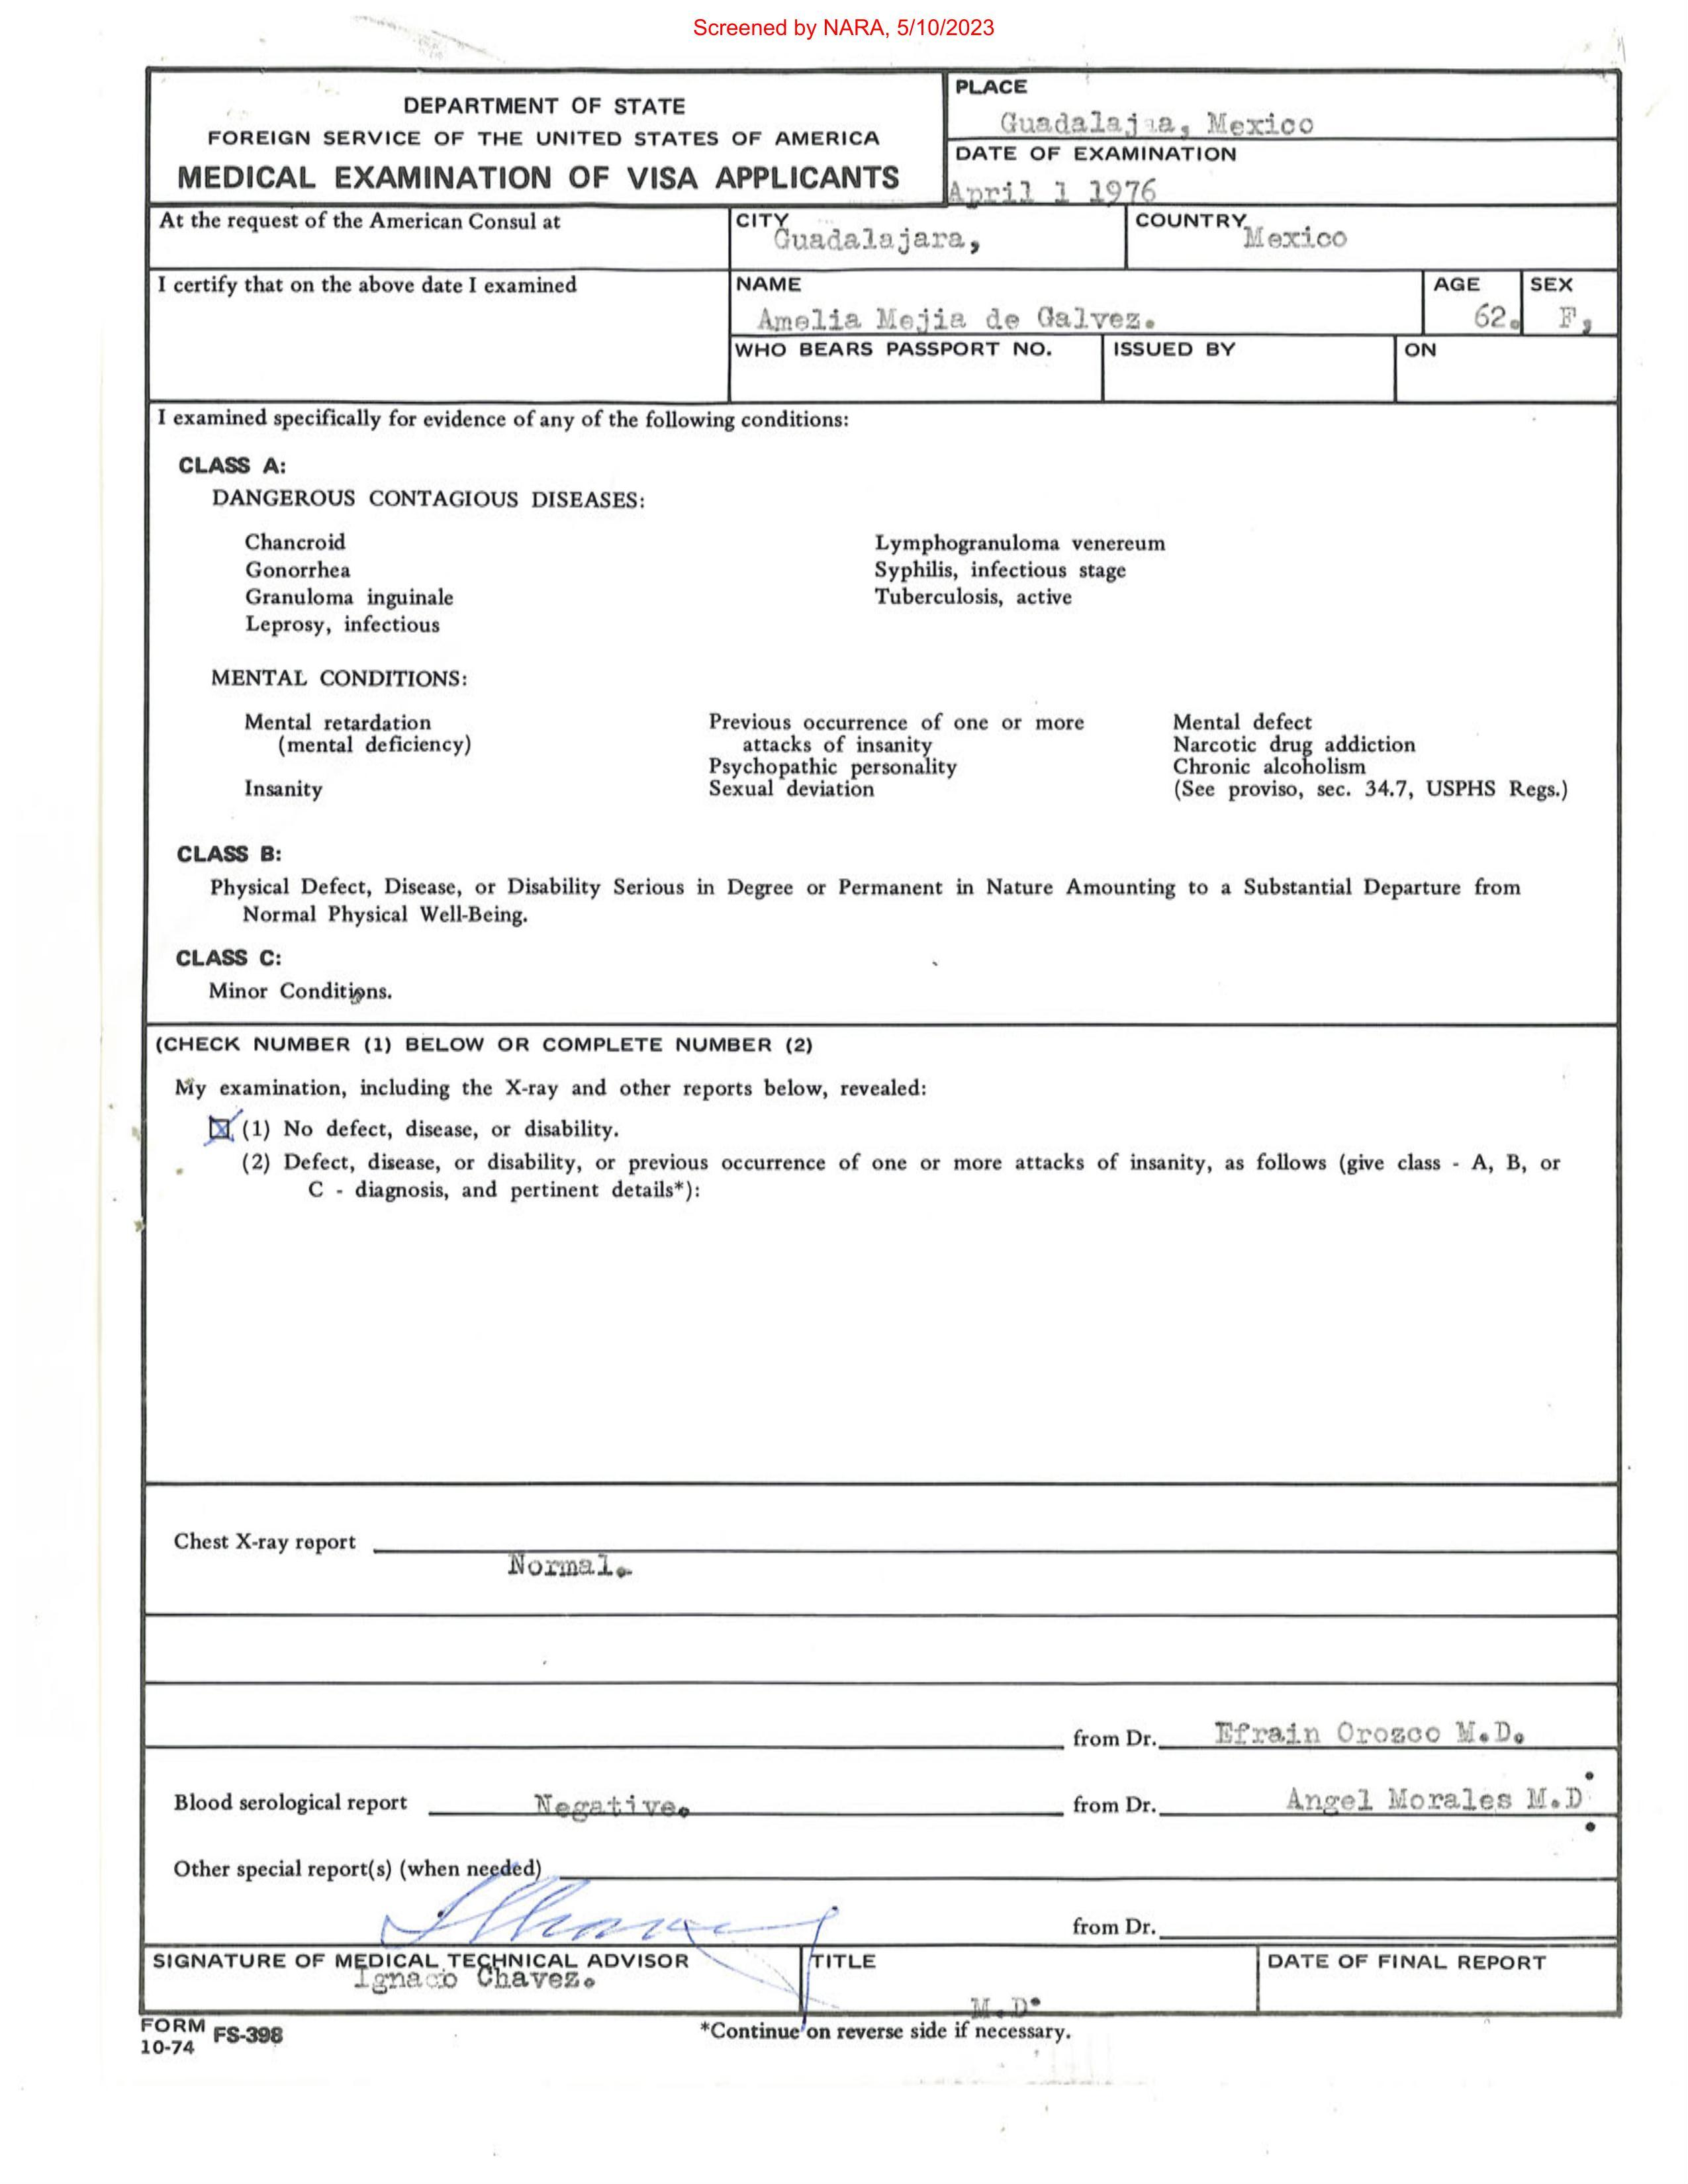 Screened by NARA, 5/10/2023
DEPARTMENT OF STATE
FOREIGN SERVICE OF THE UNITED STATES OF AMERICA
MEDICAL EXAMINATION OF VISA APPLICANTS
PLACE
Guadalajaa, Mexico
DATE OF EXAMINATION
April 1 1976
At the request of the American Consul at
CITY
Guadalajara,
COUNTRY
Mexico
I certify that on the above date I examined
NAME
Amelia Mejia de Galvez.
AGE
62.
SEX
F,
WHO BEARS PASSPORT NO.
ISSUED BY
ON
I examined specifically for evidence of any of the following conditions:
CLASS A:
DANGEROUS CONTAGIOUS DISEASES:
Chancroid
Gonorrhea
Granuloma inguinale
Leprosy, infectious
Lymphogranuloma venereum
Syphilis, infectious stage
Tuberculosis, active
MENTAL CONDITIONS:
Mental retardation
(mental deficiency)
Insanity
Previous occurrence of one or more
attacks of insanity
Psychopathic personality
Sexual deviation
Mental defect
Narcotic drug addiction
Chronic alcoholism
(See proviso, sec. 34.7, USPHS Regs.)
CLASS B:
Physical Defect, Disease, or Disability Serious in Degree or Permanent in Nature Amounting to a Substantial Departure from
Normal Physical Well-Being.
CLASS C:
Minor Conditions.
(CHECK NUMBER (1) BELOW OR COMPLETE NUMBER (2)
My examination, including the X-ray and other reports below, revealed:
(1) No defect, disease, or disability.
(2) Defect, disease, or disability, or previous occurrence of one or more attacks of insanity, as follows (give class - A, B, or
C - diagnosis, and pertinent details*):
Chest X-ray report
Normal.
from Dr. Efrain Orozco M.D.
Blood serological report Negative. from Dr. Angel Morales M.D.
Other special report(s) (when needed)
from Dr.
SIGNATURE OF MEDICAL TECHNICAL ADVISOR
Ignaco Chavez.
TITLE
M.D.
DATE OF FINAL REPORT
FORM FS-398
10-74
*Continue on reverse side if necessary.